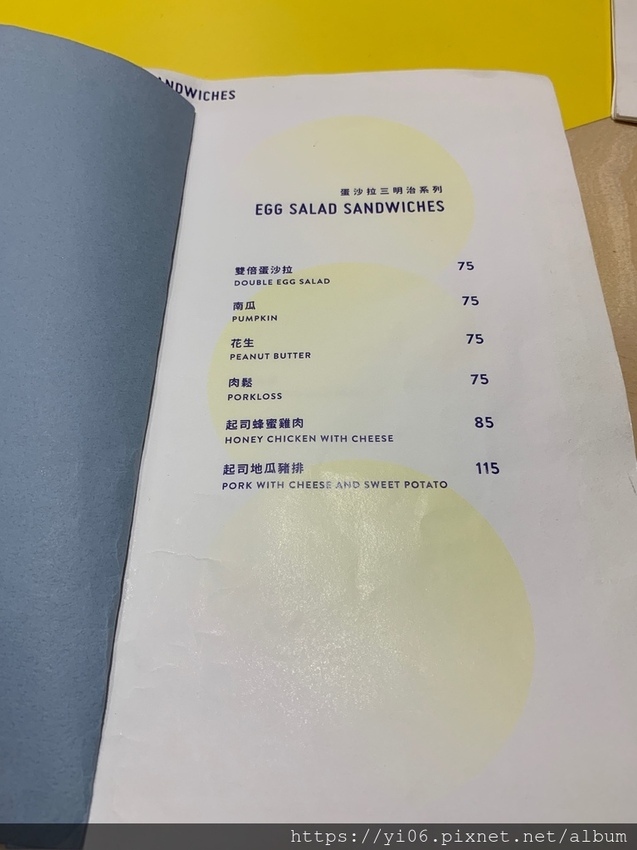 SANDWICHES
蛋沙拉三明治系列
EGG SALAD SANDWICHES
雙倍蛋沙拉 75
DOUBLE EGG SALAD
南瓜 75
PUMPKIN
花生 75
PEANUT BUTTER
肉鬆 75
PORKLOSS
起司蜂蜜雞肉 85
HONEY CHICKEN WITH CHEESE
起司地瓜豬排 115
PORK WITH CHEESE AND SWEET POTATO
https://yi06.pixnet.net/album